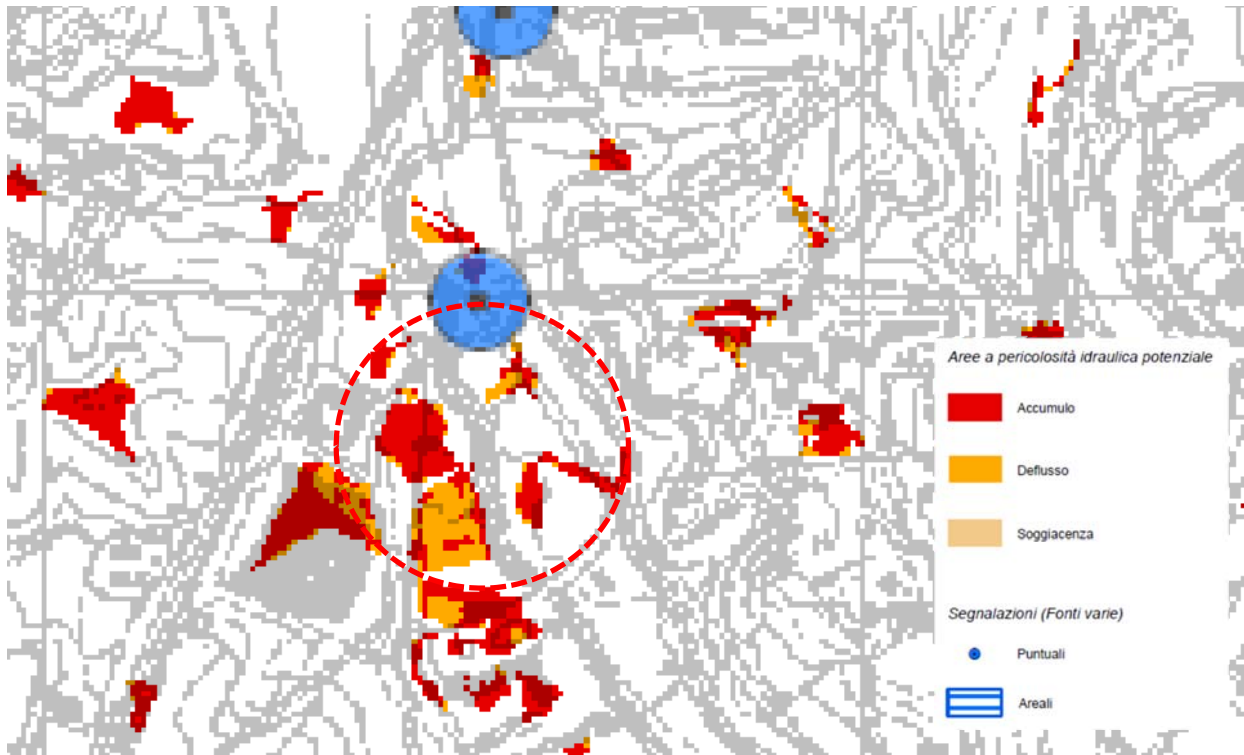 Aree a pericolosità idraulica potenziale
Accumulo
Deflusso
Soggiacenza
Segnalazioni (Fonti varie)
Puntuali
Areali